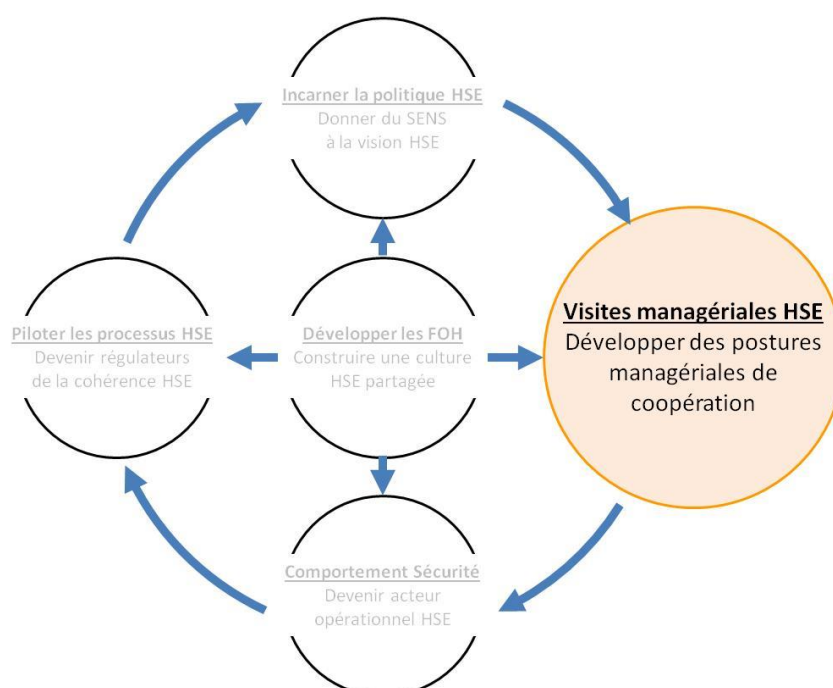 Incarner la politique HSE
Donner du SENS
à la vision HSE
Visites managériales HSE
Développer des postures
managériales de
coopération
Piloter les processus HSE
Devenir régulateurs
de la cohérence HSE
Développer les FOH
Construire une culture
HSE partagée
Comportement Sécurité
Devenir acteur
opérationnel HSE